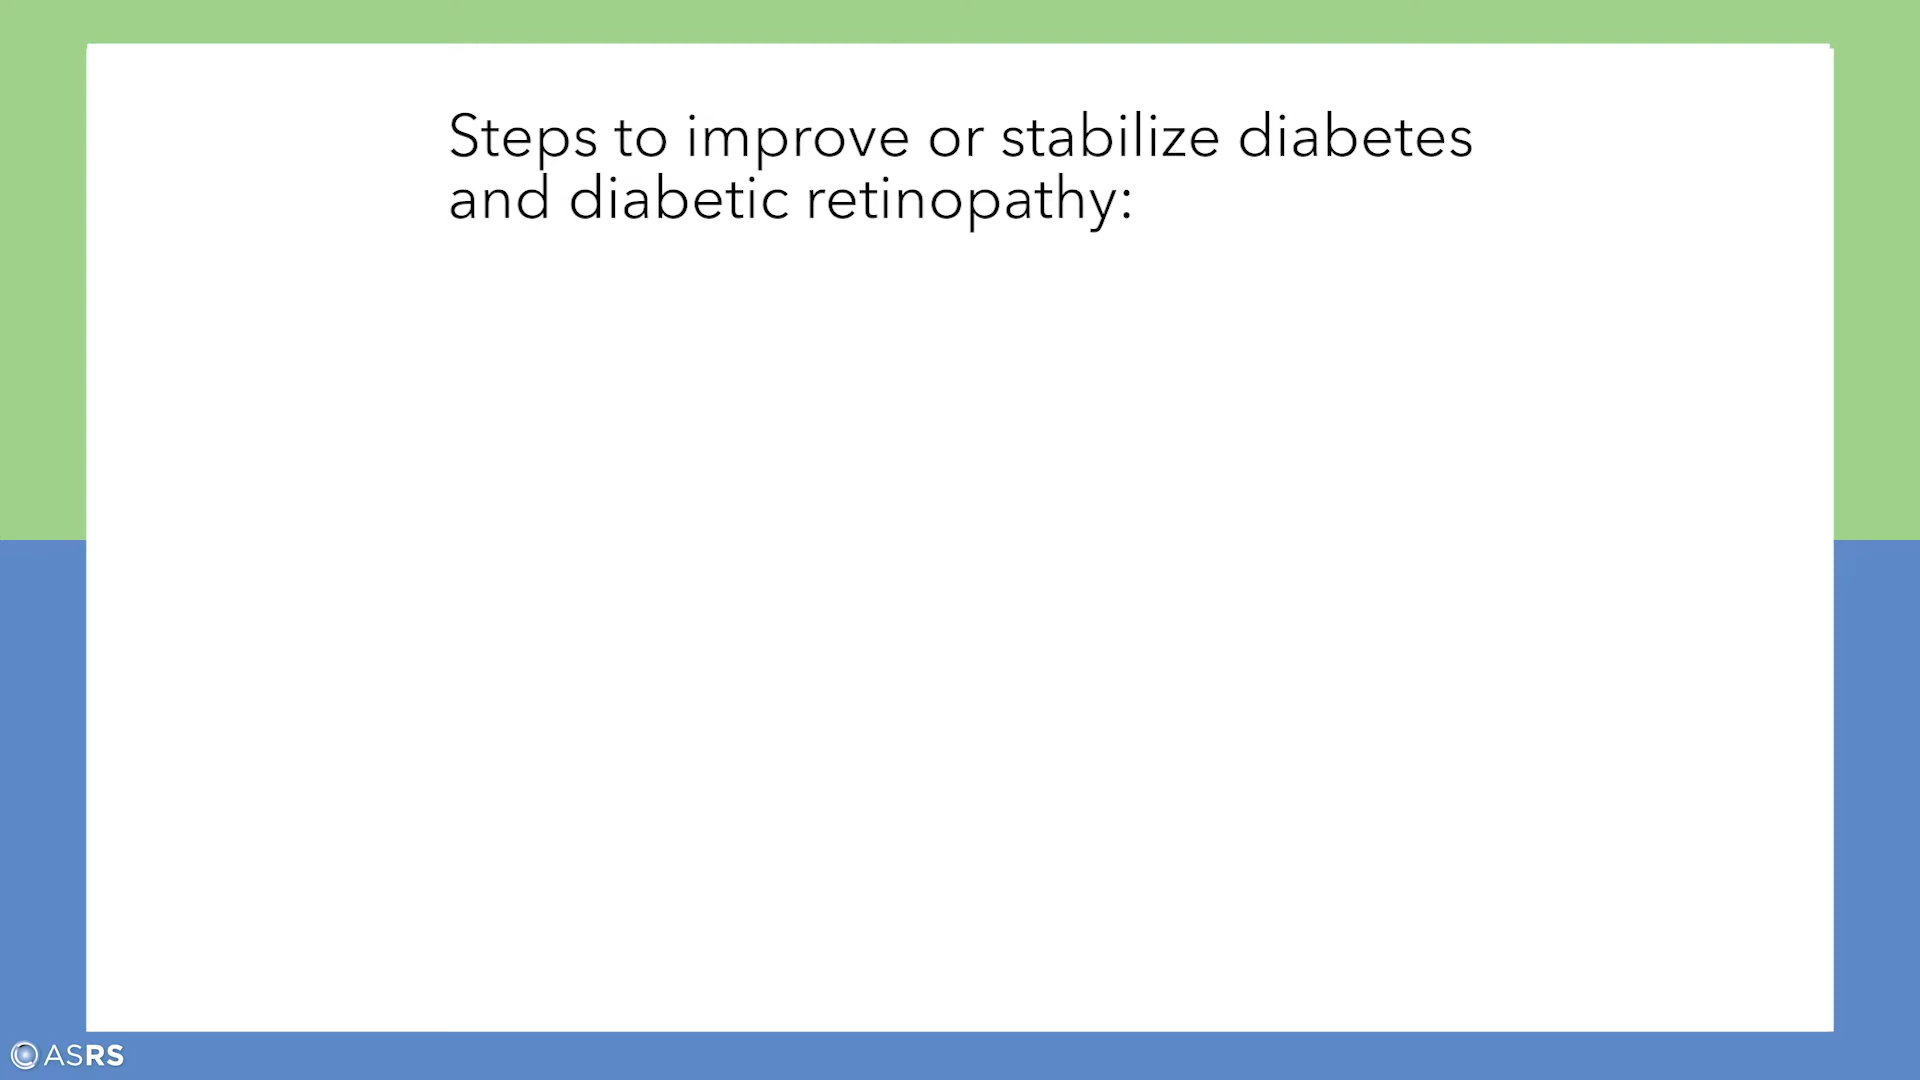 Steps to improve or stabilize diabetes
and diabetic retinopathy:
ASRS